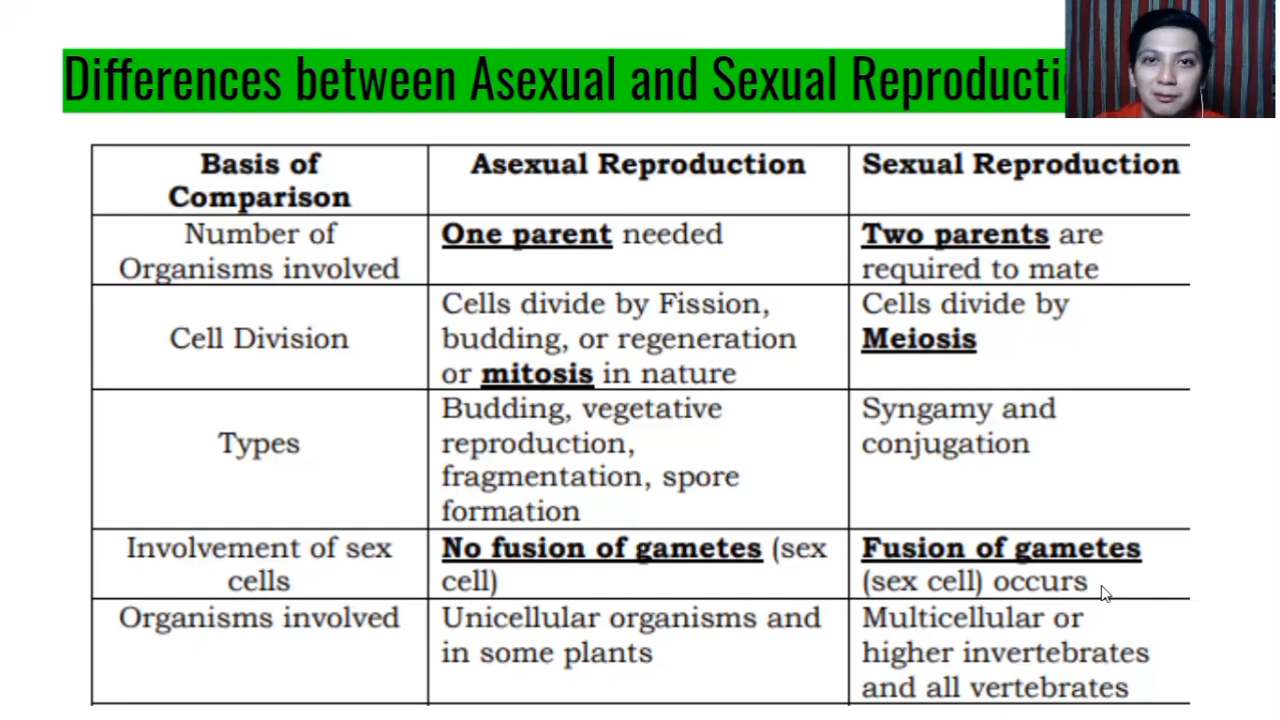 Differences between Asexual and Sexual Reproducti
Basis of
Comparison
Asexual Reproduction
Sexual Reproduction
Number of
Organisms involved
One parent needed
Two parents are
required to mate
Cell Division
Cells divide by Fission,
budding, or regeneration
or mitosis in nature
Cells divide by
Meiosis
Types
Budding, vegetative
reproduction,
fragmentation, spore
formation
Syngamy and
conjugation
Involvement of sex
cells
No fusion of gametes (sex
cell)
Fusion of gametes
(sex cell) occurs
Organisms involved
Unicellular organisms and
in some plants
Multicellular or
higher invertebrates
and all vertebrates